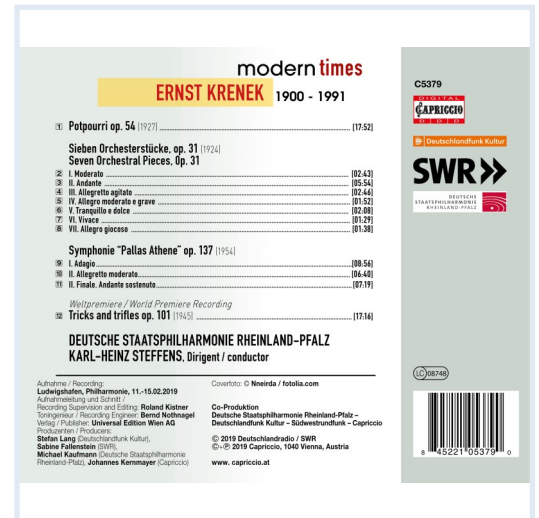 modern times
ERNST KRENEK 1900 - 1991
1 Potpourri op. 54 (1927) [17:52]
Sieben Orchesterstücke, op. 31 (1924)
Seven Orchestral Pieces, Op. 31
2 I. Moderato [02:43]
3 II. Andante [05:54]
4 III. Allegretto agitato [02:46]
5 IV. Allegro moderato e grave [01:52]
6 V. Tranquillo e dolce [02:08]
7 VI. Vivace [01:29]
8 VII. Allegro giocoso [01:38]
Symphonie "Pallas Athene" op. 137 (1954)
9 I. Adagio [08:56]
10 II. Allegretto moderato [06:40]
11 II. Finale. Andante sostenuto [07:19]
Weltpremiere / World Premiere Recording
12 Tricks and trifles op. 101 (1945) [17:16]
DEUTSCHE STAATSPHILHARMONIE RHEINLAND-PFALZ
KARL-HEINZ STEFFENS, Dirigent / conductor
Aufnahme / Recording:
Ludwigshafen, Philharmonie, 11.-15.02.2019
Aufnahmeleitung und Schnitt /
Recording Supervision and Editing: Roland Kistner
Toningenieur / Recording Engineer: Bernd Nothnagel
Verlag / Publisher: Universal Edition Wien AG
Produzenten / Producers:
Stefan Lang (Deutschlandfunk Kultur),
Sabine Fallenstein (SWR),
Michael Kaufmann (Deutsche Staatsphilharmonie
Rheinland-Pfalz), Johannes Kernmayer (Capriccio)
Coverfoto: © Nneirda / fotolia.com
Co-Produktion
Deutsche Staatsphilharmonie Rheinland-Pfalz –
Deutschlandfunk Kultur – Südwestrundfunk – Capriccio
© 2019 Deutschlandradio / SWR
©+℗ 2019 Capriccio, 1040 Vienna, Austria
www. capriccio.at
C5379
DIGITAL
CAPRICCIO
DDD
Deutschlandfunk Kultur
SWR
DEUTSCHE
STAATSPHILHARMONIE
RHEINLAND-PFALZ
LC 08748
8 45221 05379 0